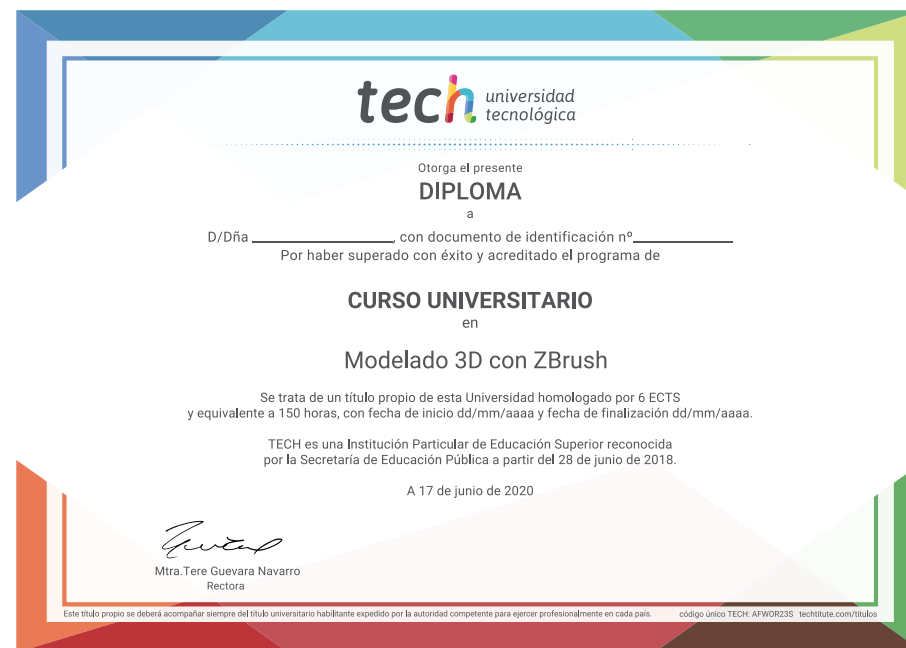 tech universidad
tecnológica
Otorga el presente
DIPLOMA
a
D/Dña ____________________, con documento de identificación nº______________
Por haber superado con éxito y acreditado el programa de
CURSO UNIVERSITARIO
en
Modelado 3D con ZBrush
Se trata de un título propio de esta Universidad homologado por 6 ECTS
y equivalente a 150 horas, con fecha de inicio dd/mm/aaaa y fecha de finalización dd/mm/aaaa.
TECH es una Institución Particular de Educación Superior reconocida
por la Secretaría de Educación Pública a partir del 28 de junio de 2018.
A 17 de junio de 2020
Mtra.Tere Guevara Navarro
Rectora
Este título propio se deberá acompañar siempre del título universitario habilitante expedido por la autoridad competente para ejercer profesionalmente en cada país. código único TECH: AFWOR23S techtitute.com/titulos